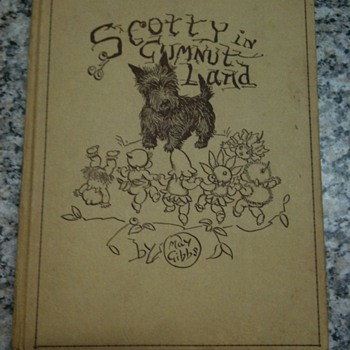 Scotty in
Gumnut
Land
by
May
Gibbs